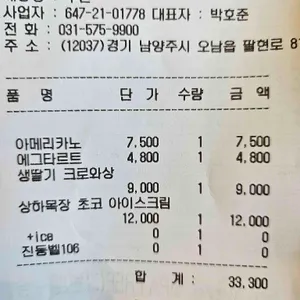 사업자 : 647-21-01778 대표자 : 박호준
전 화 : 031-575-9900
주 소 : (12037)경기 남양주시 오남읍 팔현로 8
품 명 단 가 수량 금 액
아메리카노 7,500 1 7,500
에그타르트 4,800 1 4,800
생딸기 크로와상
9,000 1 9,000
상하목장 초코 아이스크림
12,000 1 12,000
+ice 0 1 0
진동벨106 0 1 0
합 계: 33,300